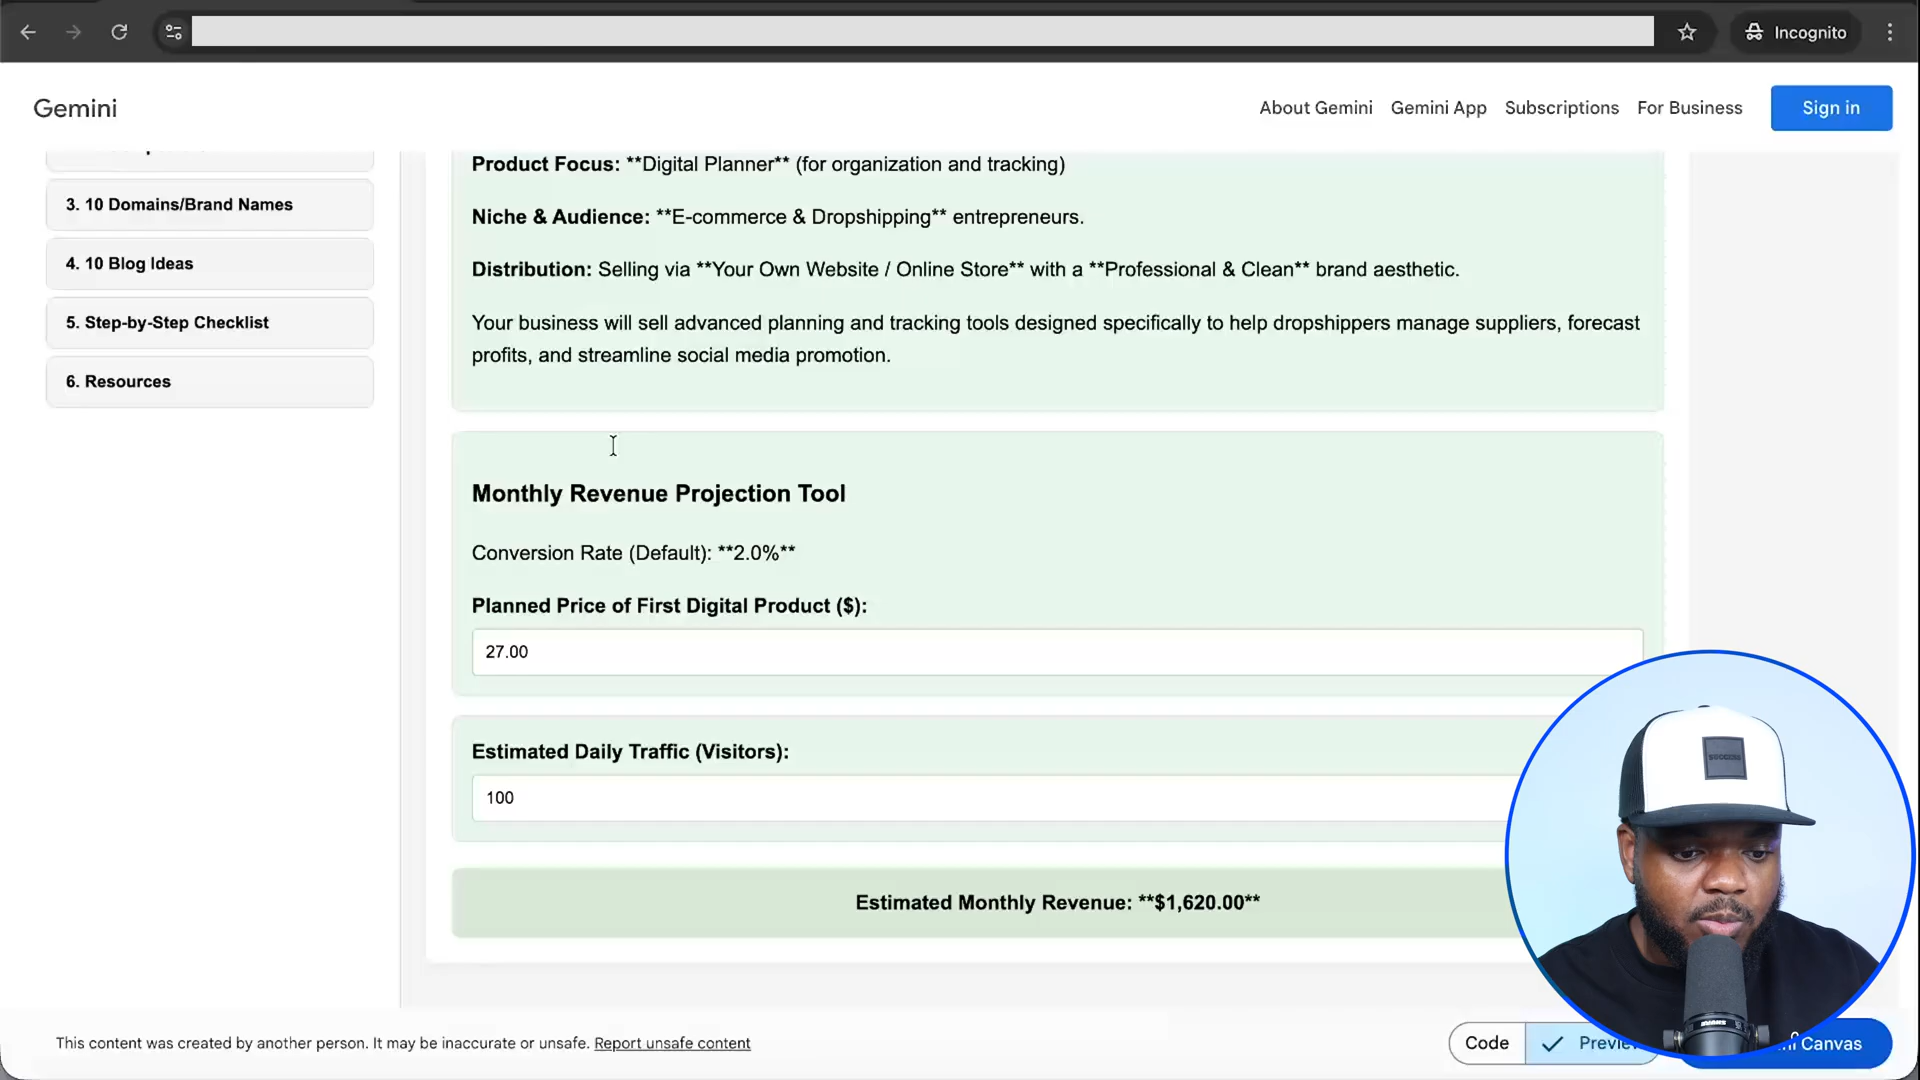 Incognito
Gemini
About Gemini
Gemini App
Subscriptions
For Business
Sign in
3. 10 Domains/Brand Names
4. 10 Blog Ideas
5. Step-by-Step Checklist
6. Resources
Product Focus: **Digital Planner** (for organization and tracking)
Niche & Audience: **E-commerce & Dropshipping** entrepreneurs.
Distribution: Selling via **Your Own Website / Online Store** with a **Professional & Clean** brand aesthetic.
Your business will sell advanced planning and tracking tools designed specifically to help dropshippers manage suppliers, forecast
profits, and streamline social media promotion.
Monthly Revenue Projection Tool
Conversion Rate (Default): **2.0%**
Planned Price of First Digital Product ($):
27.00
Estimated Daily Traffic (Visitors):
100
Estimated Monthly Revenue: **$1,620.00**
This content was created by another person. It may be inaccurate or unsafe. Report unsafe content
Code
Canvas